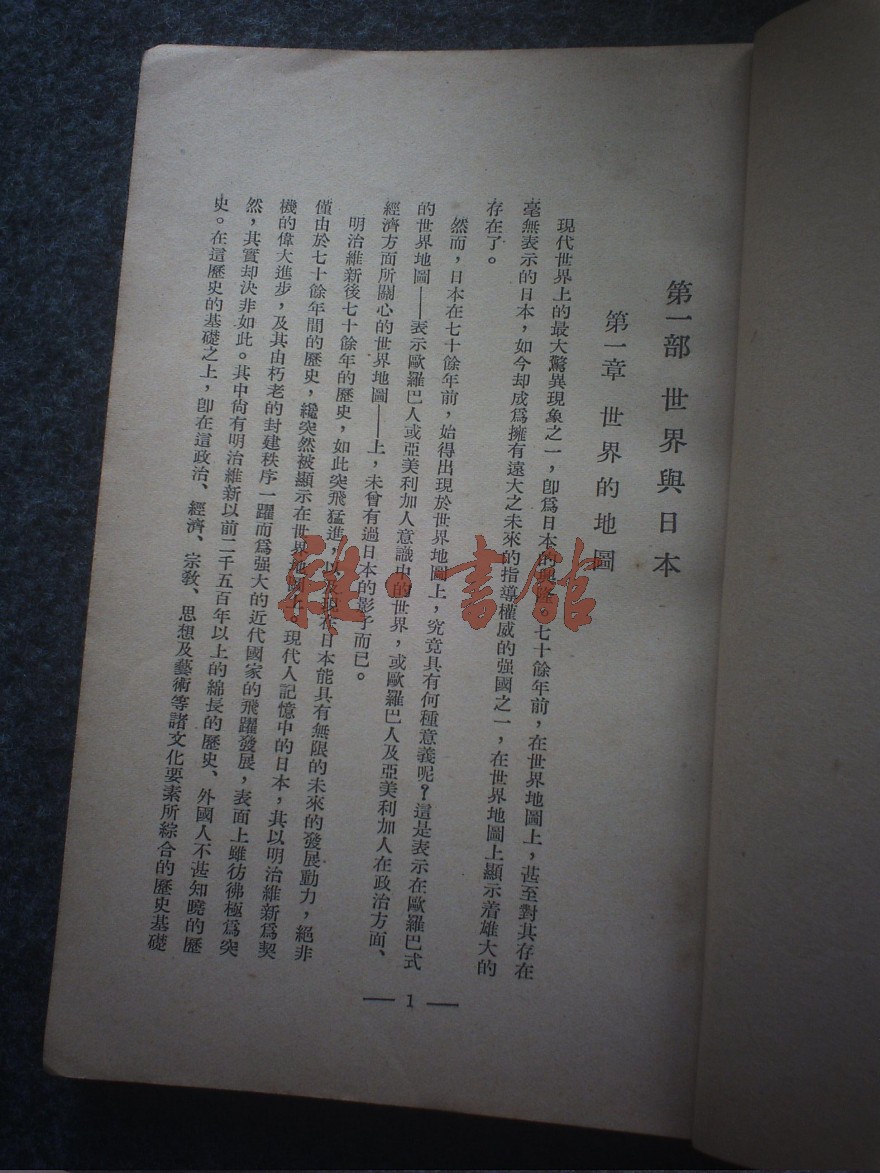 第一部 世界與日本
第一章 世界的地圖
現代世界上的最大驚異現象之一，卽爲日本的 七十餘年前，在世界地圖上，甚至對其存在
毫無表示的日本，如今却成爲擁有遠大之未來的指導權威的强國之一，在世界地圖上顯示着雄大的
存在了。
然而，日本在七十餘年前，始得出現於世界地圖上，究竟具有何種意義呢？這是表示在歐羅巴式
的世界地圖——表示歐羅巴人或亞美利加人意識中的世界，或歐羅巴人及亞美利加人在政治方面、
經濟方面所關心的世界地圖——上，未曾有過日本的影子而已。
明治維新後七十餘年的歷史，如此突飛猛進，以及現在日本能具有無限的未來的發展動力，絕非
僅由於七十餘年間的歷史，纔突然被顯示在世界地圖上。現代人記憶中的日本，其以明治維新爲契
機的偉大進步，及其由朽老的封建秩序一躍而爲强大的近代國家的飛躍發展，表面上雖彷彿極爲突
然，其實却決非如此。其中尙有明治維新以前二千五百年以上的綿長的歷史、外國人不甚知曉的歷
史。在這歷史的基礎之上，卽在這政治、經濟、宗敎、思想及藝術等諸文化要素所綜合的歷史基礎
— 1 —
雜·書館